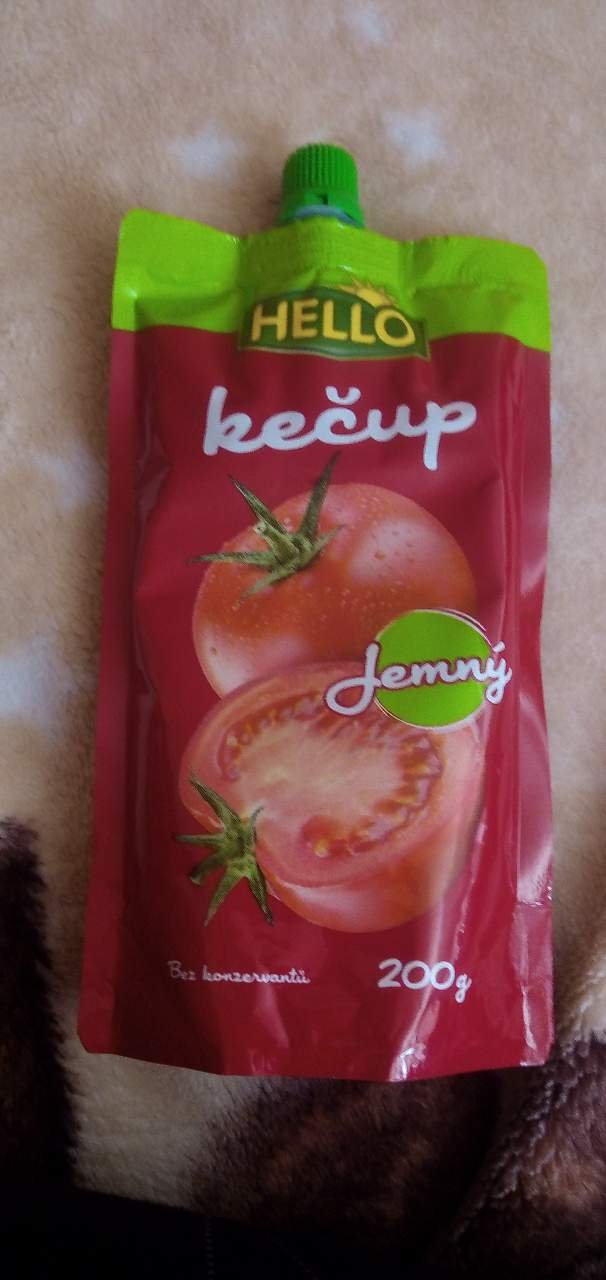 HELLO
kečup
Jemný
Bez konzervantů
200g